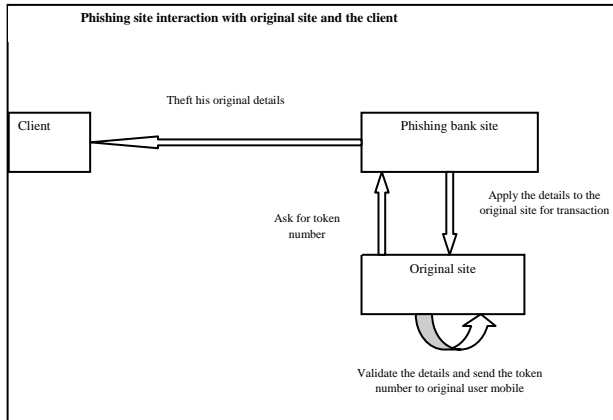 Phishing site interaction with original site and the client
Theft his original details
Client
Phishing bank site
Apply the details to the
original site for transaction
Ask for token
number
Original site
Validate the details and send the token
number to original user mobile